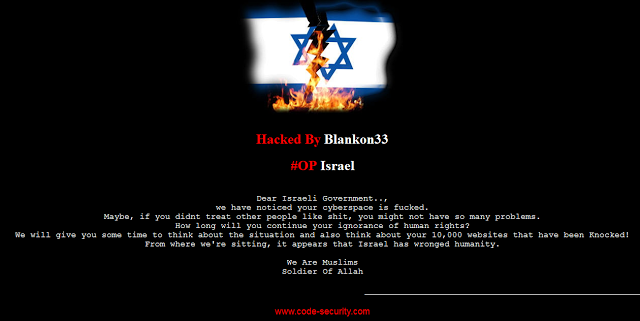 Hacked By Blankon33
#OP Israel
Dear Israeli Government..,
we have noticed your cyberspace is fucked.
Maybe, if you didnt treat other people like shit, you might not have so many problems.
How long will you continue your ignorance of human rights?
We will give you some time to think about the situation and also think about your 10,000 websites that have been Knocked!
From where we're sitting, it appears that Israel has wronged humanity.
We Are Muslims
Soldier Of Allah
www.code-security.com